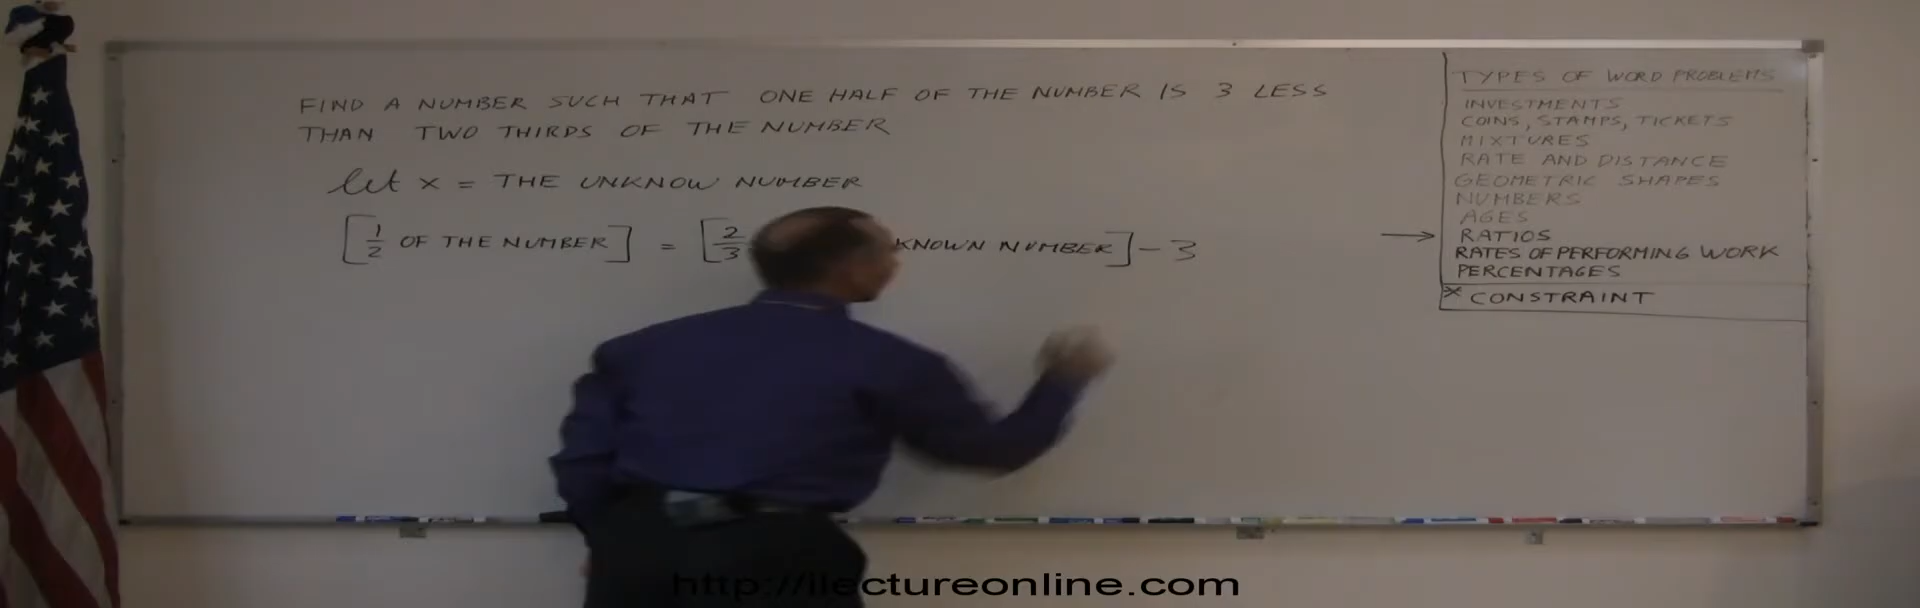 FIND A NUMBER SUCH THAT ONE HALF OF THE NUMBER IS 3 LESS
THAN TWO THIRDS OF THE NUMBER
let x = THE UNKNOW NUMBER
[1/2 OF THE NUMBER] = [2/3 KNOWN NUMBER] - 3
TYPES OF WORD PROBLEMS
INVESTMENTS
COINS, STAMPS, TICKETS
MIXTURES
RATE AND DISTANCE
GEOMETRIC SHAPES
NUMBERS
AGES
→ RATIOS
RATES OF PERFORMING WORK
PERCENTAGES
* CONSTRAINT
http://ilectureonline.com